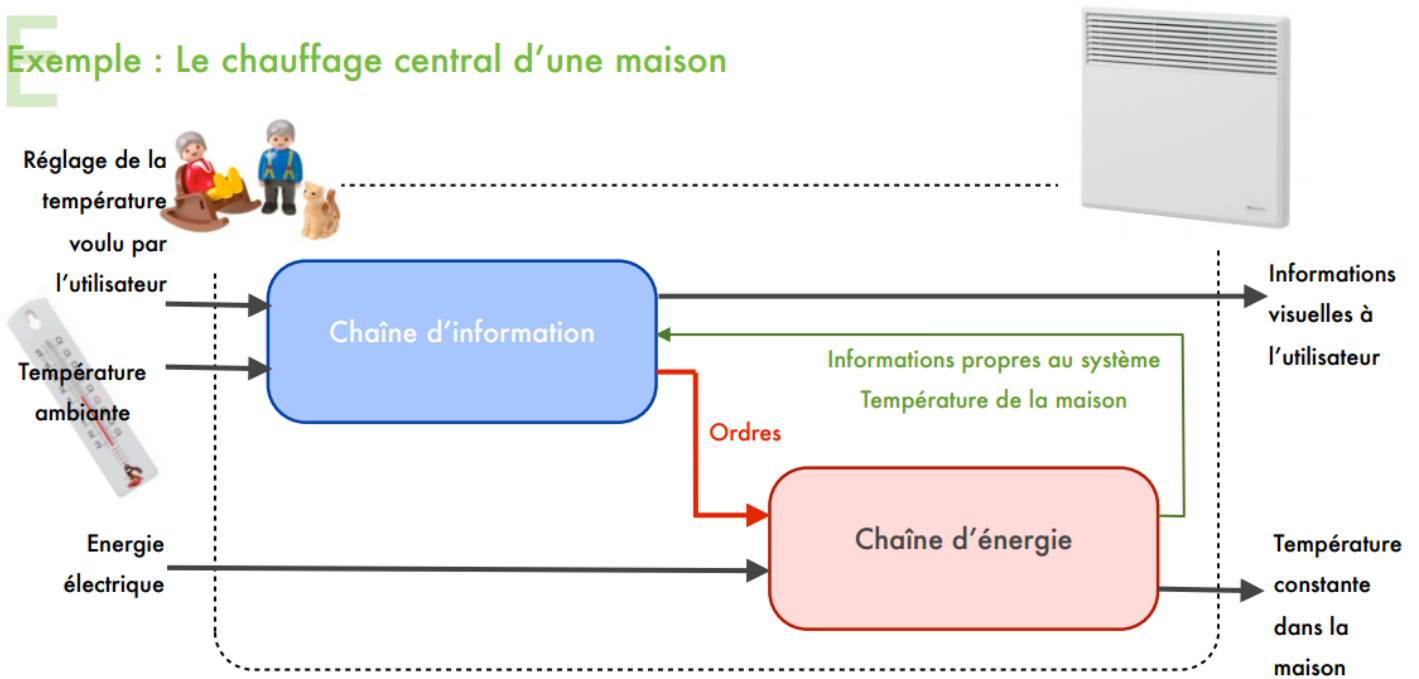 E
Exemple : Le chauffage central d'une maison
Réglage de la
température
voulu par
l'utilisateur
Température
ambiante
Energie
électrique
Chaîne d'information
Informations
visuelles à
l'utilisateur
Informations propres au système
Température de la maison
Ordres
Chaîne d'énergie
Température
constante
dans la
maison